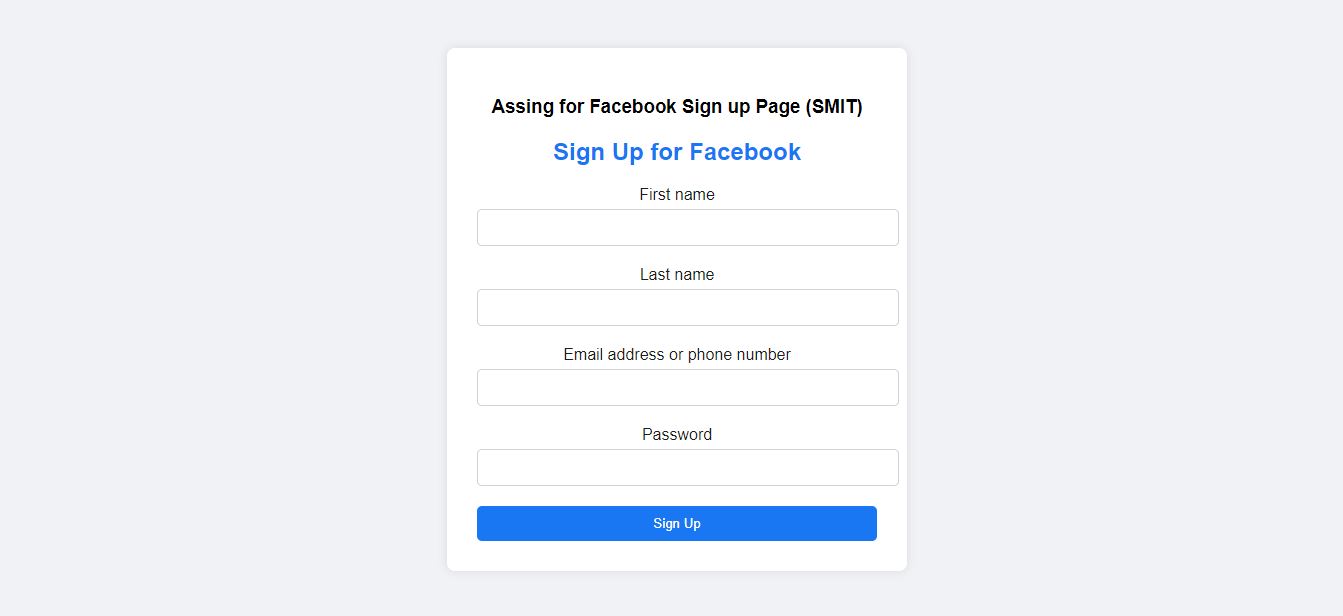 Assing for Facebook Sign up Page (SMIT)
Sign Up for Facebook
First name
Last name
Email address or phone number
Password
Sign Up